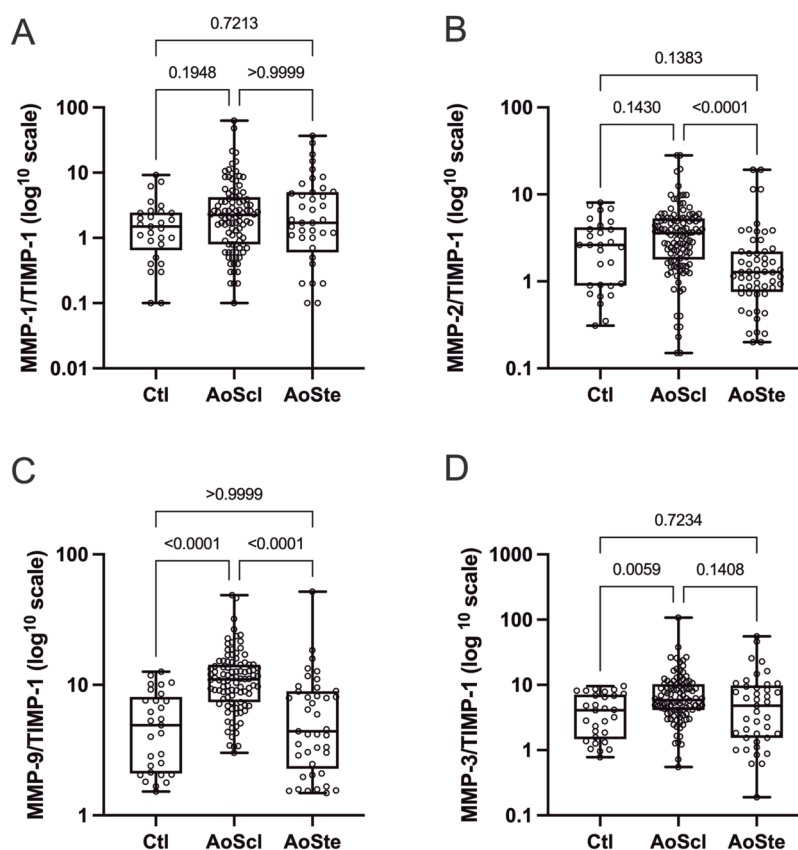 A
0.7213
0.1948 >0.9999
100
10
1
0.1
0.01
MMP-1/TIMP-1 (log10 scale)
Ctl AoScl AoSte
B
0.1383
0.1430 <0.0001
100
10
1
0.1
MMP-2/TIMP-1 (log10 scale)
Ctl AoScl AoSte
C
>0.9999
<0.0001 <0.0001
100
10
1
MMP-9/TIMP-1 (log10 scale)
Ctl AoScl AoSte
D
0.7234
0.0059 0.1408
1000
100
10
1
0.1
MMP-3/TIMP-1 (log10 scale)
Ctl AoScl AoSte